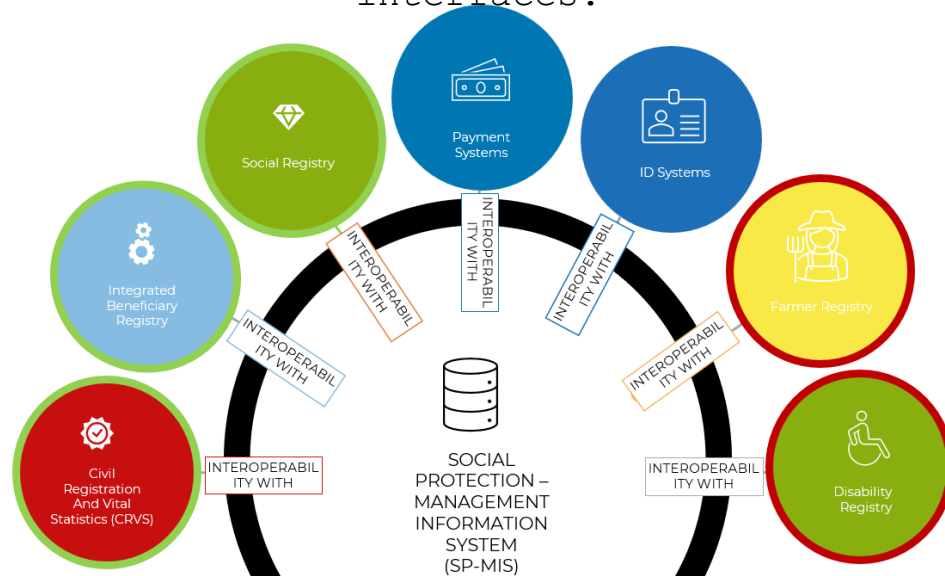 interfaces.
Payment
Systems
Social Registry
ID Systems
INTEROPERABIL
ITY WITH
INTEROPERABIL
ITY WITH
INTEROPERABIL
ITY WITH
Integrated
Beneficiary
Registry
Farmer Registry
INTEROPERABIL
ITY WITH
INTEROPERABIL
ITY WITH
Civil
Registration
And Vital
Statistics (CRVS)
INTEROPERABIL
ITY WITH
SOCIAL
PROTECTION –
MANAGEMENT
INFORMATION
SYSTEM
(SP-MIS)
INTEROPERABIL
ITY WITH
Disability
Registry